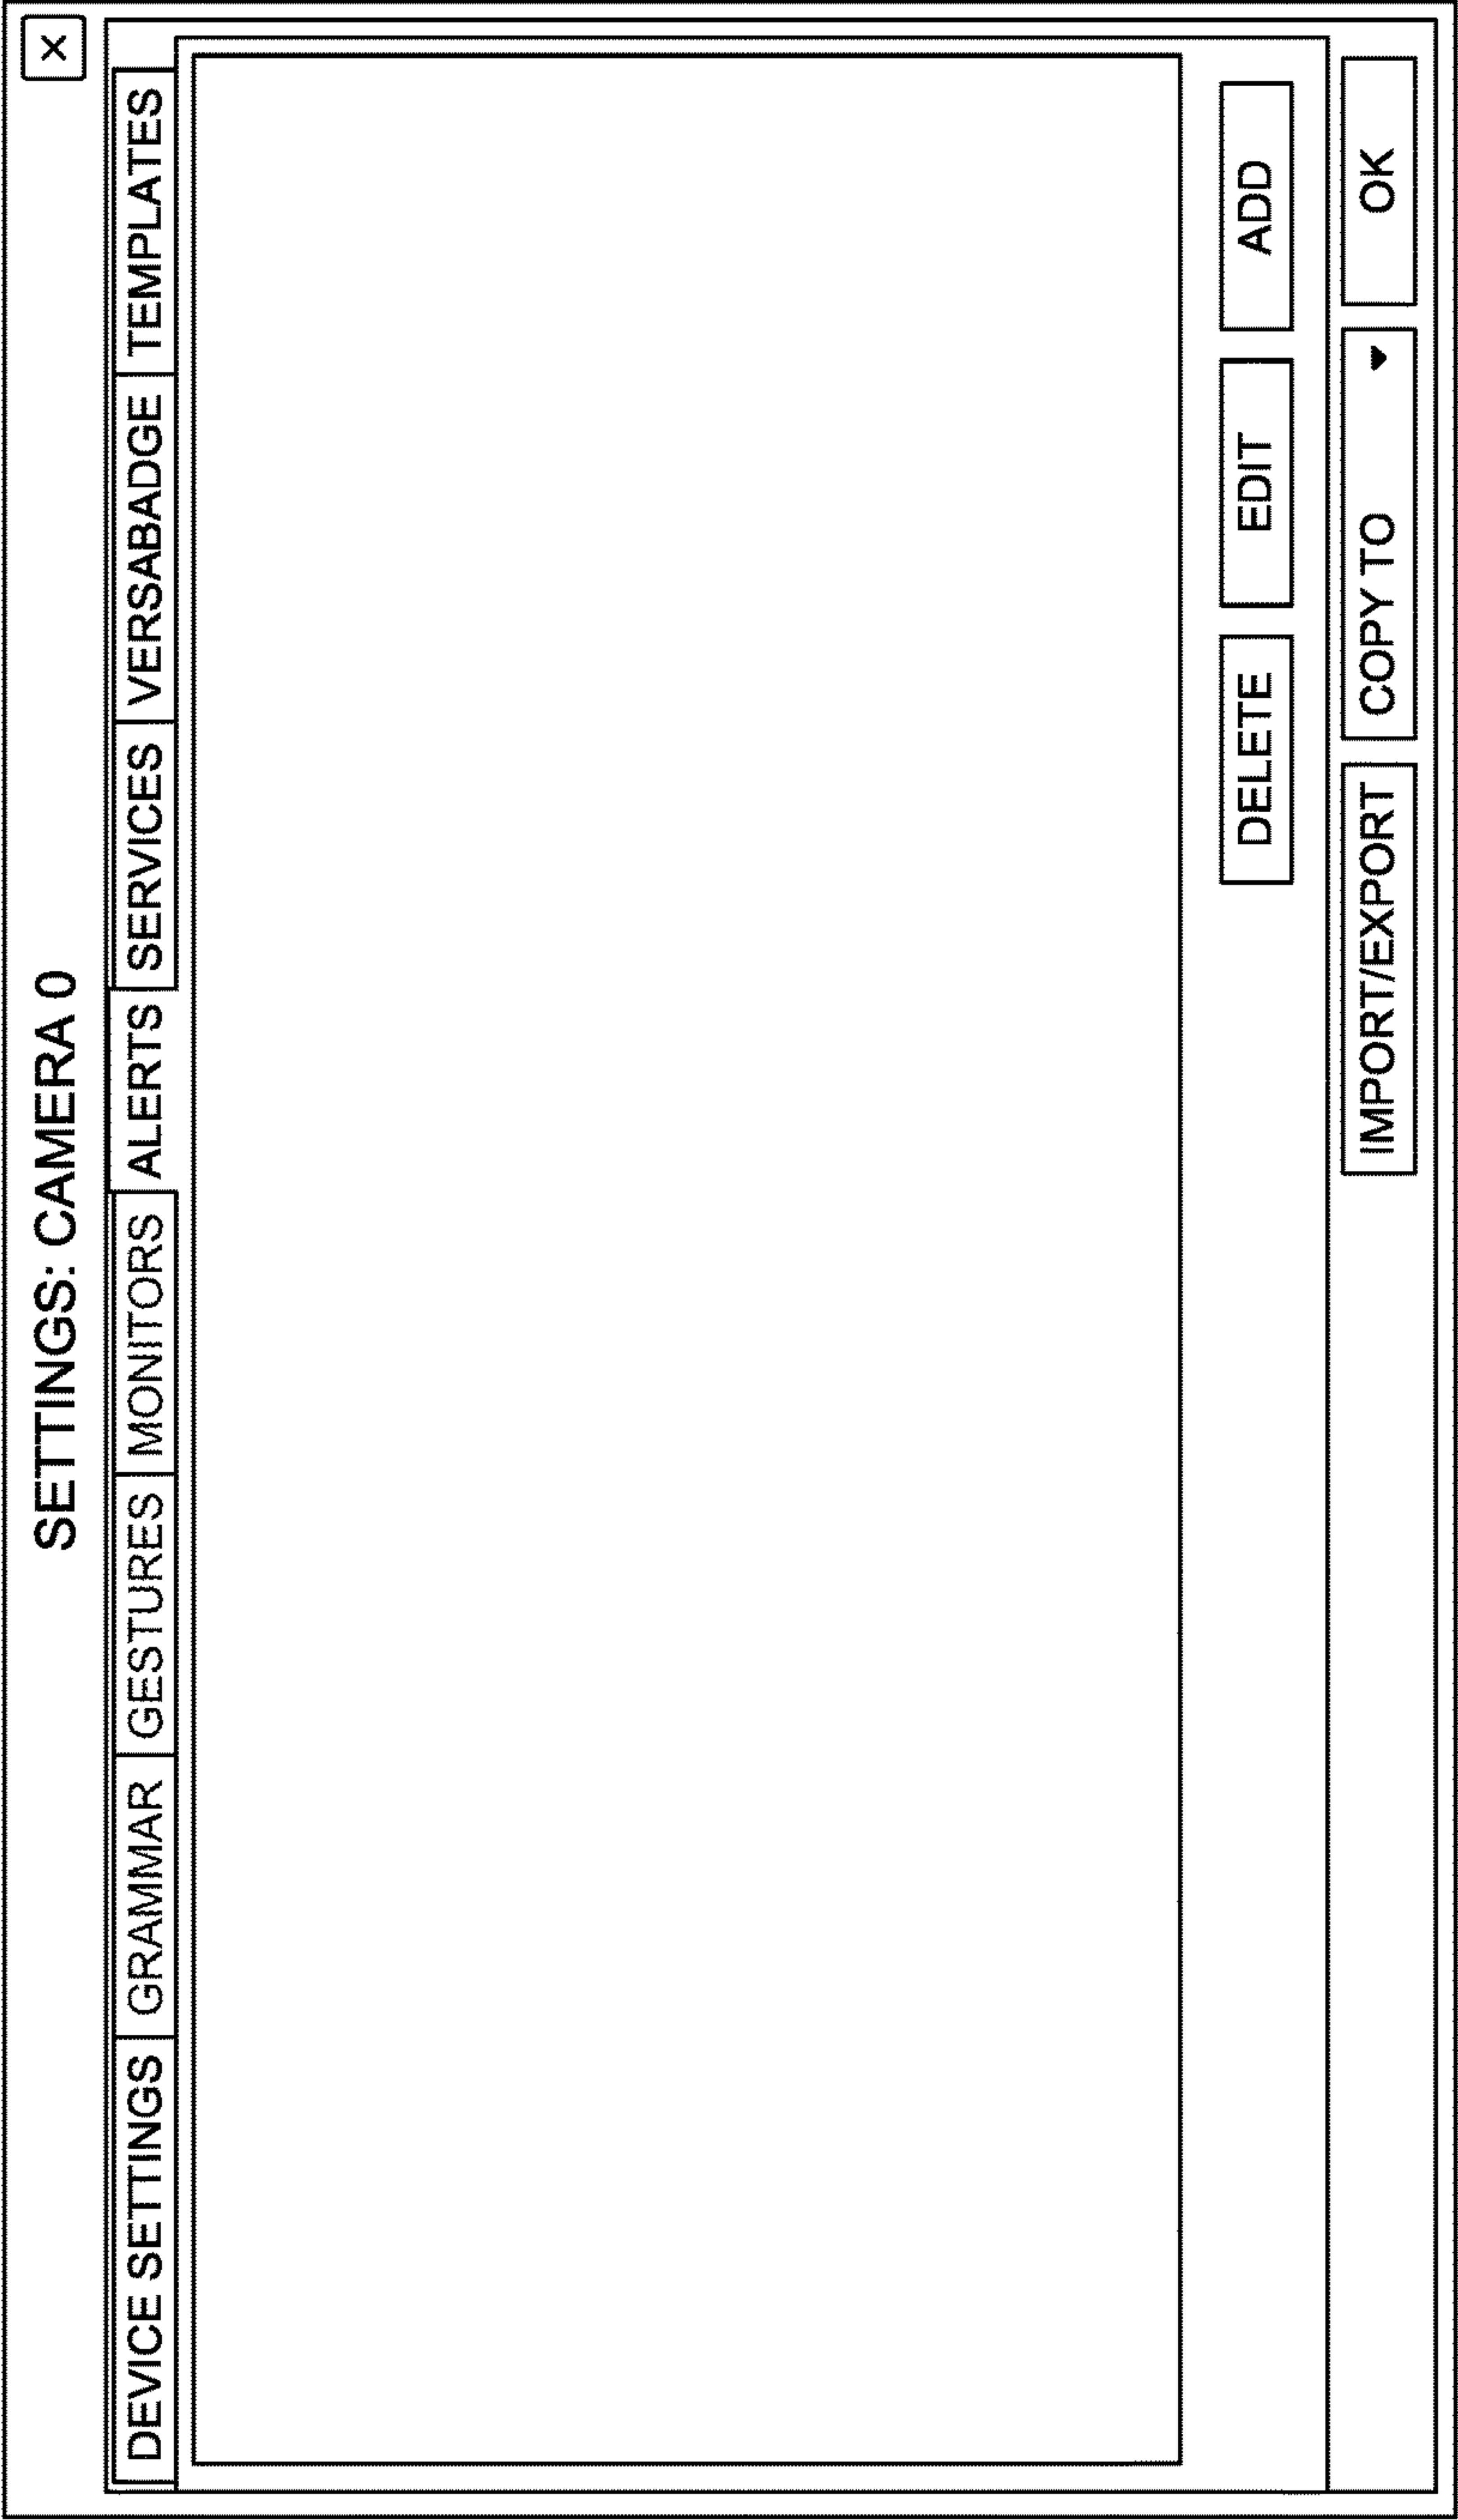 SETTINGS: CAMERA 0
X
DEVICE SETTINGS GRAMMAR GESTURES MONITORS ALERTS SERVICES VERSABADGE TEMPLATES
DELETE EDIT ADD
IMPORT/EXPORT COPY TO OK